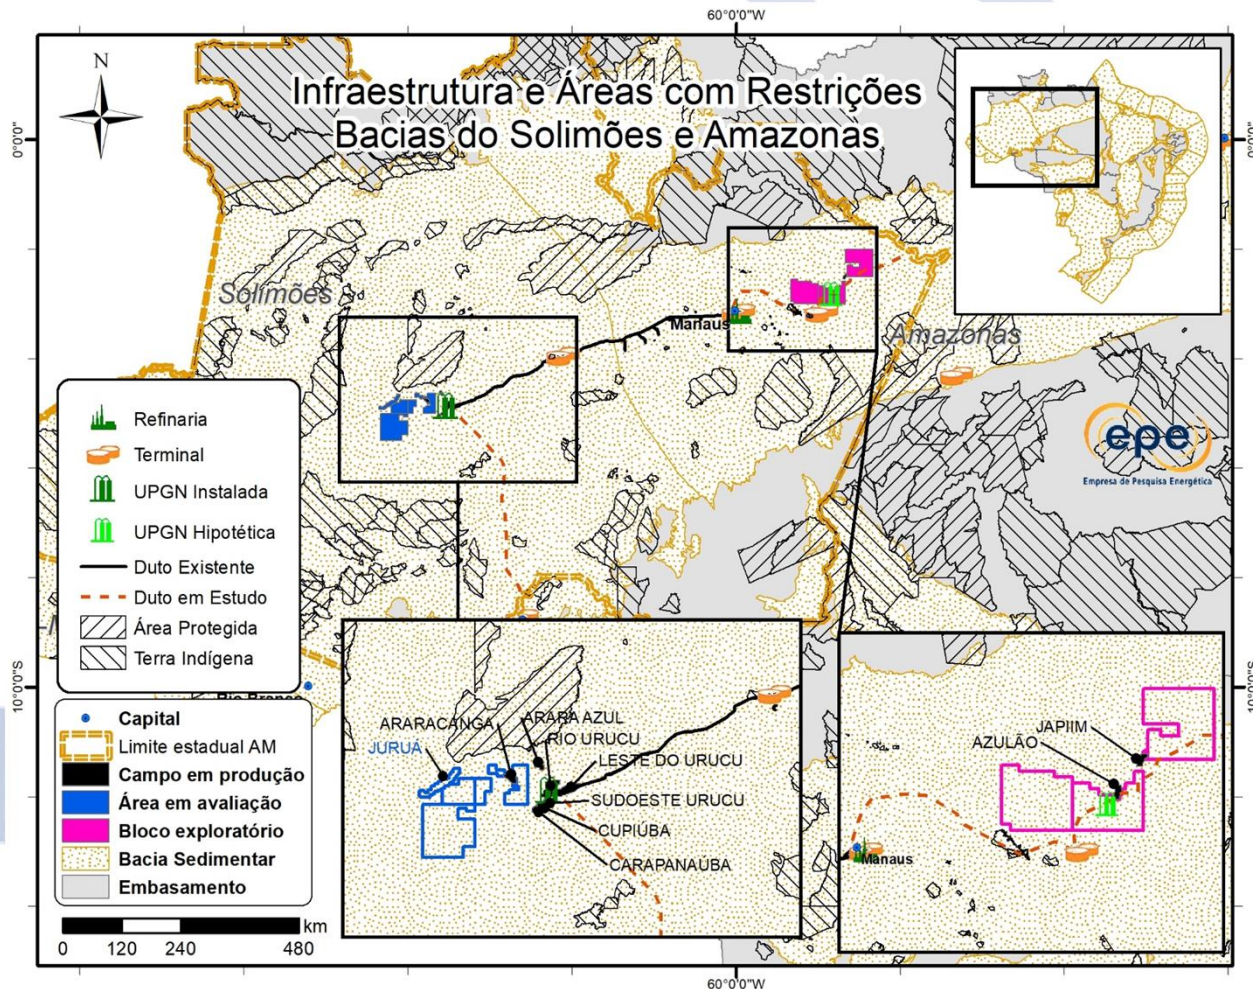 60°0'0"W
N
Infraestrutura e Áreas com Restrições
Bacias do Solimões e Amazonas
0°0'0"
0°0'0"
Solimões
Manaus
Amazonas
epe
Empresa de Pesquisa Energética
Refinaria
Terminal
UPGN Instalada
UPGN Hipotética
Duto Existente
Duto em Estudo
Área Protegida
Terra Indígena
10°0'0"S
10°0'0"S
Capital
Limite estadual AM
Campo em produção
Área em avaliação
Bloco exploratório
Bacia Sedimentar
Embasamento
km
0 120 240 480
ARARACANGA
ARARA AZUL
JURUÁ
RIO URUCU
LESTE DO URUCU
SUDOESTE URUCU
CUPIÚBA
CARAPANAUBA
JAPIIM
AZULÃO
Manaus
60°0'0"W